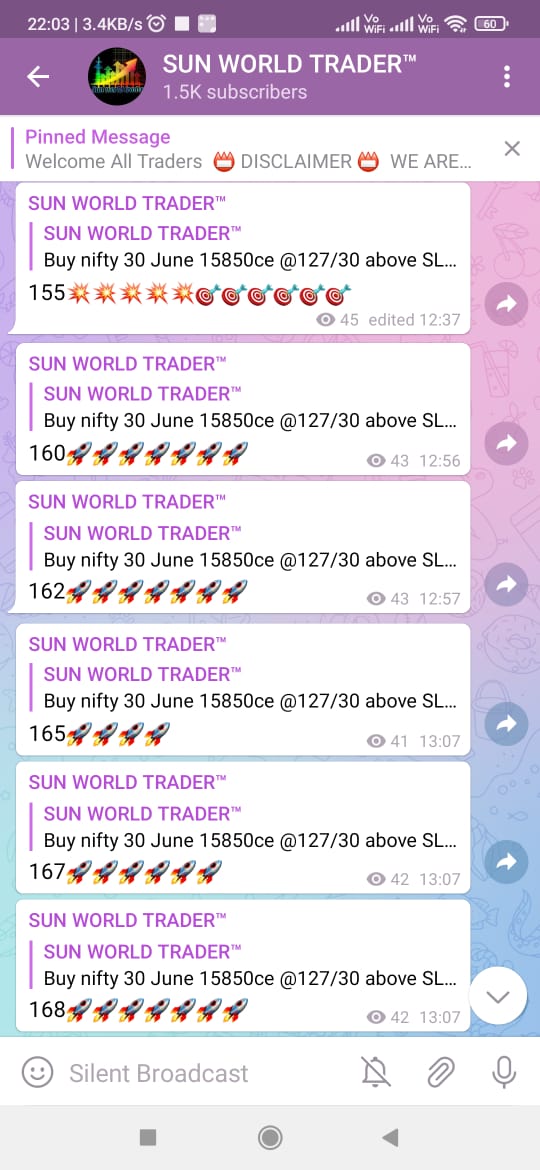 22:03 | 3.4KB/s
Vo WiFi Vo WiFi 60
SUN WORLD TRADER™
1.5K subscribers
Pinned Message
Welcome All Traders 📛 DISCLAIMER 📛 WE ARE...
SUN WORLD TRADER™
SUN WORLD TRADER™
Buy nifty 30 June 15850ce @127/30 above SL...
155💥💥💥💥💥🎯🎯🎯🎯🎯🎯
45 edited 12:37
SUN WORLD TRADER™
SUN WORLD TRADER™
Buy nifty 30 June 15850ce @127/30 above SL...
160🚀🚀🚀🚀🚀🚀🚀
43 12:56
SUN WORLD TRADER™
SUN WORLD TRADER™
Buy nifty 30 June 15850ce @127/30 above SL...
162🚀🚀🚀🚀🚀🚀🚀
43 12:57
SUN WORLD TRADER™
SUN WORLD TRADER™
Buy nifty 30 June 15850ce @127/30 above SL...
165🚀🚀🚀🚀
41 13:07
SUN WORLD TRADER™
SUN WORLD TRADER™
Buy nifty 30 June 15850ce @127/30 above SL...
167🚀🚀🚀🚀🚀🚀
42 13:07
SUN WORLD TRADER™
SUN WORLD TRADER™
Buy nifty 30 June 15850ce @127/30 above SL...
168🚀🚀🚀🚀🚀🚀🚀
42 13:07
Silent Broadcast